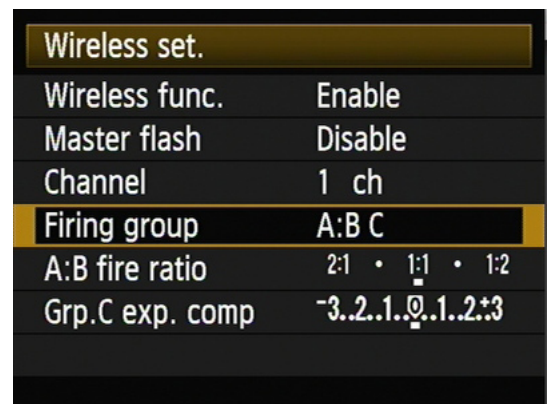 Wireless set.
Wireless func. Enable
Master flash Disable
Channel 1 ch
Firing group A:B C
A:B fire ratio 2:1 • 1:1 • 1:2
Grp.C exp. comp -3..2..1..0..1..2..+3